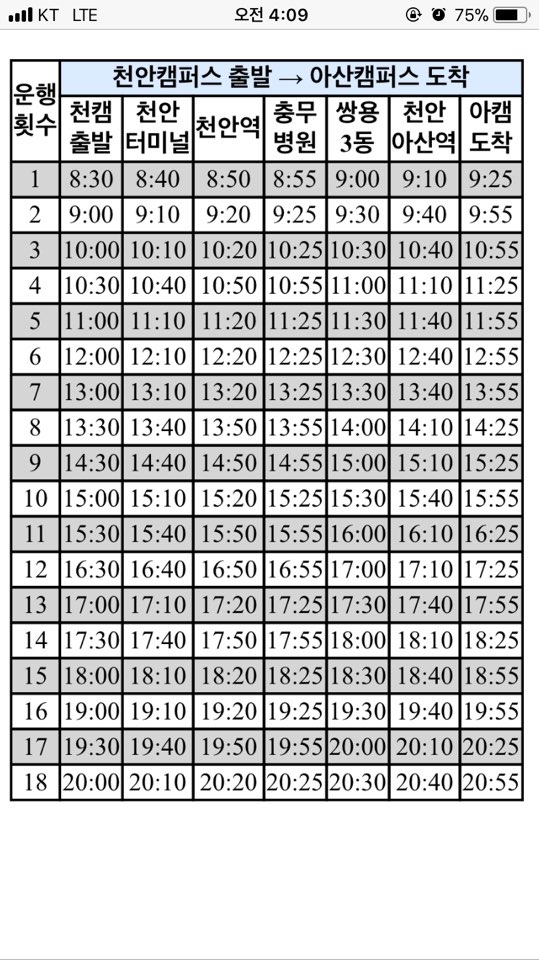 KT LTE 오전 4:09 75%
천안캠퍼스 출발 → 아산캠퍼스 도착
운행 횟수 천캠 출발 천안 터미널 천안역 충무 병원 쌍용 3동 천안 아산역 아캠 도착
1 8:30 8:40 8:50 8:55 9:00 9:10 9:25
2 9:00 9:10 9:20 9:25 9:30 9:40 9:55
3 10:00 10:10 10:20 10:25 10:30 10:40 10:55
4 10:30 10:40 10:50 10:55 11:00 11:10 11:25
5 11:00 11:10 11:20 11:25 11:30 11:40 11:55
6 12:00 12:10 12:20 12:25 12:30 12:40 12:55
7 13:00 13:10 13:20 13:25 13:30 13:40 13:55
8 13:30 13:40 13:50 13:55 14:00 14:10 14:25
9 14:30 14:40 14:50 14:55 15:00 15:10 15:25
10 15:00 15:10 15:20 15:25 15:30 15:40 15:55
11 15:30 15:40 15:50 15:55 16:00 16:10 16:25
12 16:30 16:40 16:50 16:55 17:00 17:10 17:25
13 17:00 17:10 17:20 17:25 17:30 17:40 17:55
14 17:30 17:40 17:50 17:55 18:00 18:10 18:25
15 18:00 18:10 18:20 18:25 18:30 18:40 18:55
16 19:00 19:10 19:20 19:25 19:30 19:40 19:55
17 19:30 19:40 19:50 19:55 20:00 20:10 20:25
18 20:00 20:10 20:20 20:25 20:30 20:40 20:55